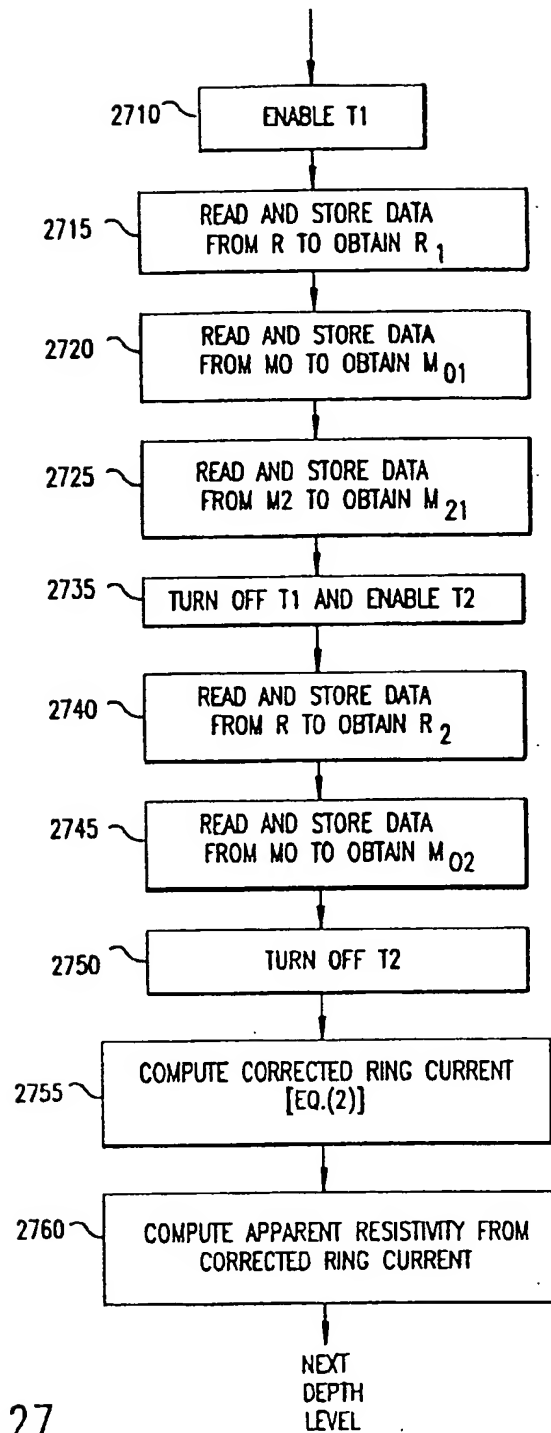 2710
ENABLE T1
2715
READ AND STORE DATA
FROM R TO OBTAIN R1
2720
READ AND STORE DATA
FROM MO TO OBTAIN M01
2725
READ AND STORE DATA
FROM M2 TO OBTAIN M21
2735
TURN OFF T1 AND ENABLE T2
2740
READ AND STORE DATA
FROM R TO OBTAIN R2
2745
READ AND STORE DATA
FROM MO TO OBTAIN M02
2750
TURN OFF T2
2755
COMPUTE CORRECTED RING CURRENT
[EQ.(2)]
2760
COMPUTE APPARENT RESISTIVITY FROM
CORRECTED RING CURRENT
NEXT
DEPTH
LEVEL
27